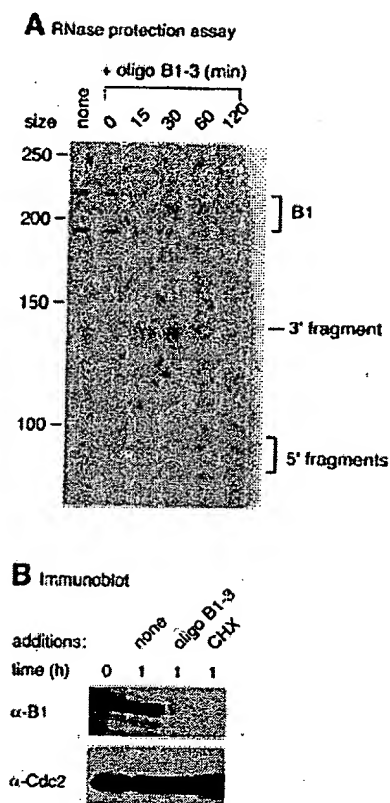 A RNase protection assay
+ oligo B1-3 (min)
size none 0 15 30 60 120
250
200
B1
150
3' fragment
100
5' fragments
B Immunoblot
additions: none oligo B1-3 CHX
time (h) 0 1 1 1
α-B1
α-Cdc2